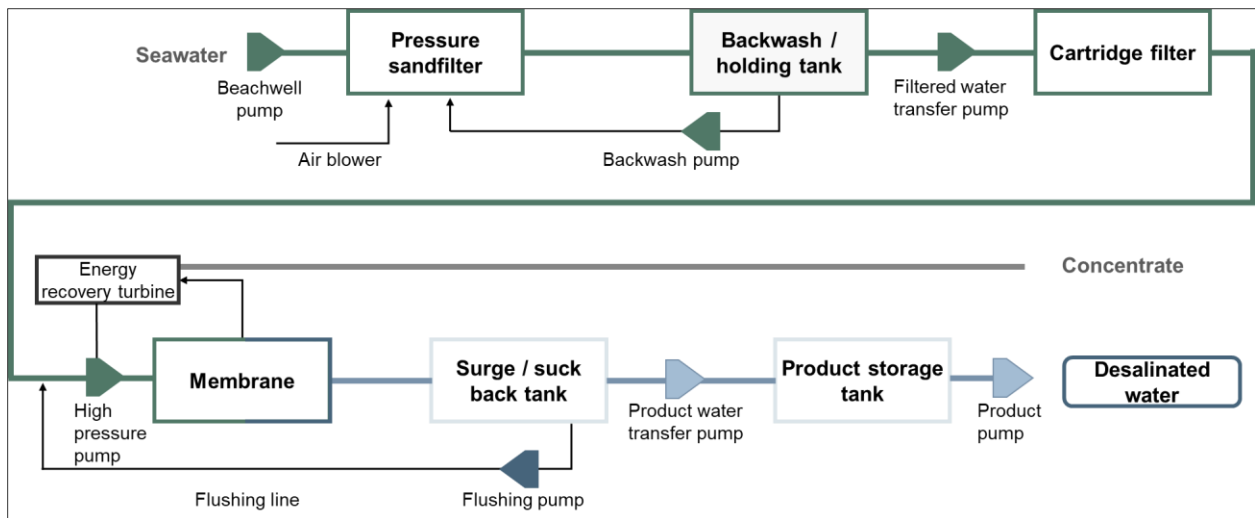 Seawater
Beachwell
pump
Pressure
sandfilter
Air blower
Backwash /
holding tank
Backwash pump
Filtered water
transfer pump
Cartridge filter
Energy
recovery turbine
Concentrate
High
pressure
pump
Membrane
Surge / suck
back tank
Product water
transfer pump
Product storage
tank
Product
pump
Desalinated
water
Flushing line
Flushing pump